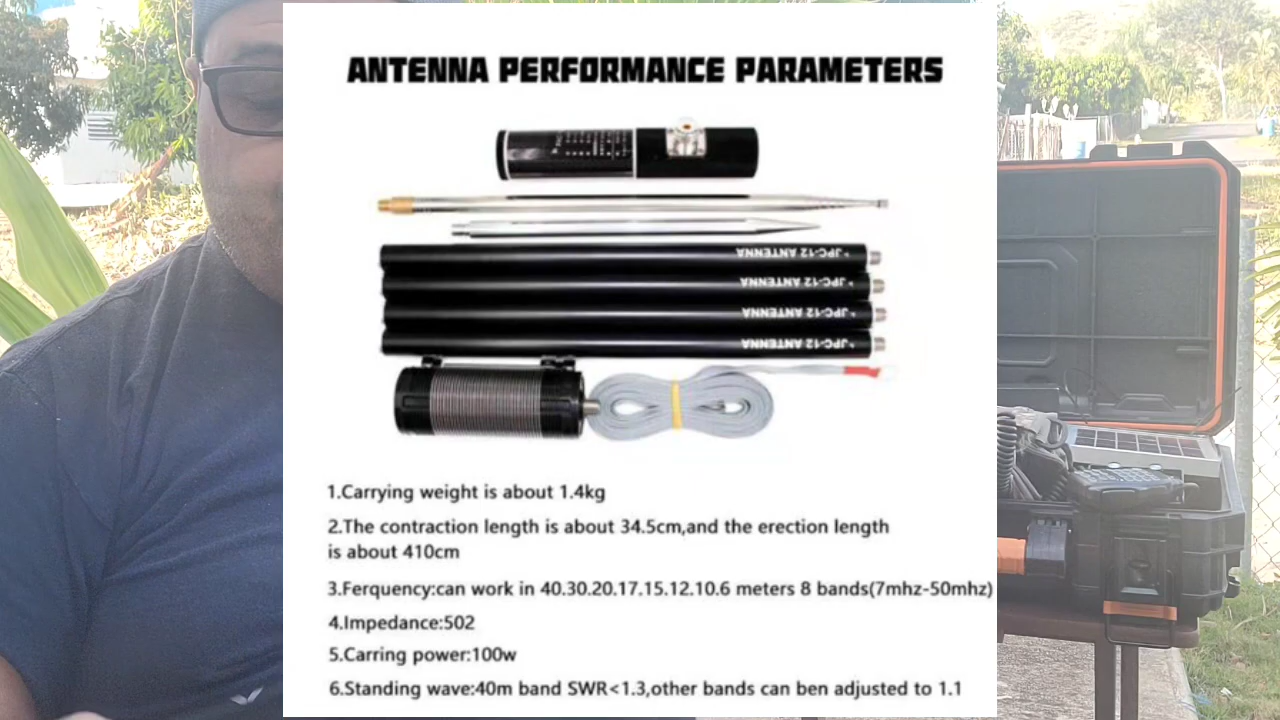 ANTENNA PERFORMANCE PARAMETERS
JPC-12 ANTENNA
JPC-12 ANTENNA
JPC-12 ANTENNA
JPC-12 ANTENNA
1.Carrying weight is about 1.4kg
2.The contraction length is about 34.5cm,and the erection length
is about 410cm
3.Ferquency:can work in 40.30.20.17.15.12.10.6 meters 8 bands(7mhz-50mhz)
4.Impedance:502
5.Carring power:100w
6.Standing wave:40m band SWR<1.3,other bands can ben adjusted to 1.1